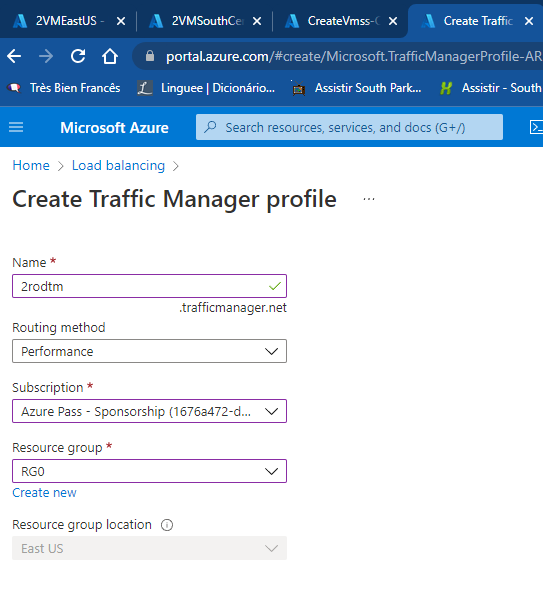 2VMEastUS -
2VMSouthCe
CreateVmss-
Create Traffic
portal.azure.com/#create/Microsoft.TrafficManagerProfile-AR
Très Bien Francês
Linguee | Dicionário...
Assistir South Park...
Assistir - South
Microsoft Azure
Search resources, services, and docs (G+/)
Home > Load balancing >
Create Traffic Manager profile ...
Name *
2rodtm
.trafficmanager.net
Routing method
Performance
Subscription *
Azure Pass - Sponsorship (1676a472-d...
Resource group *
RG0
Create new
Resource group location
East US